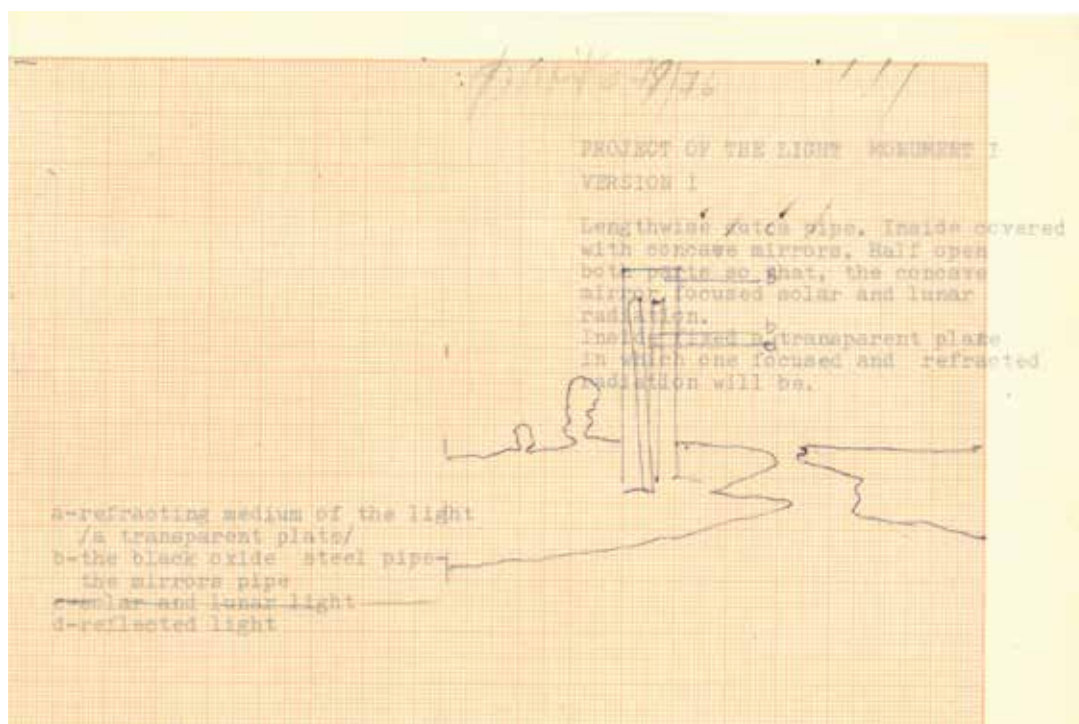 PROJECT OF THE LIGHT MONUMENT I
VERSION I
Lengthwise pipe. Inside covered
with concave mirrors. Half open
both parts so that, the concave
mirror focused solar and lunar
radiation.
Inside fixed a transparent plate
in which one focused and refracted
radiation will be.
b
a-refracting medium of the light
/a transparent plate/
b-the black oxide steel pipe-
the mirrors pipe
c-solar and lunar light
d-reflected light